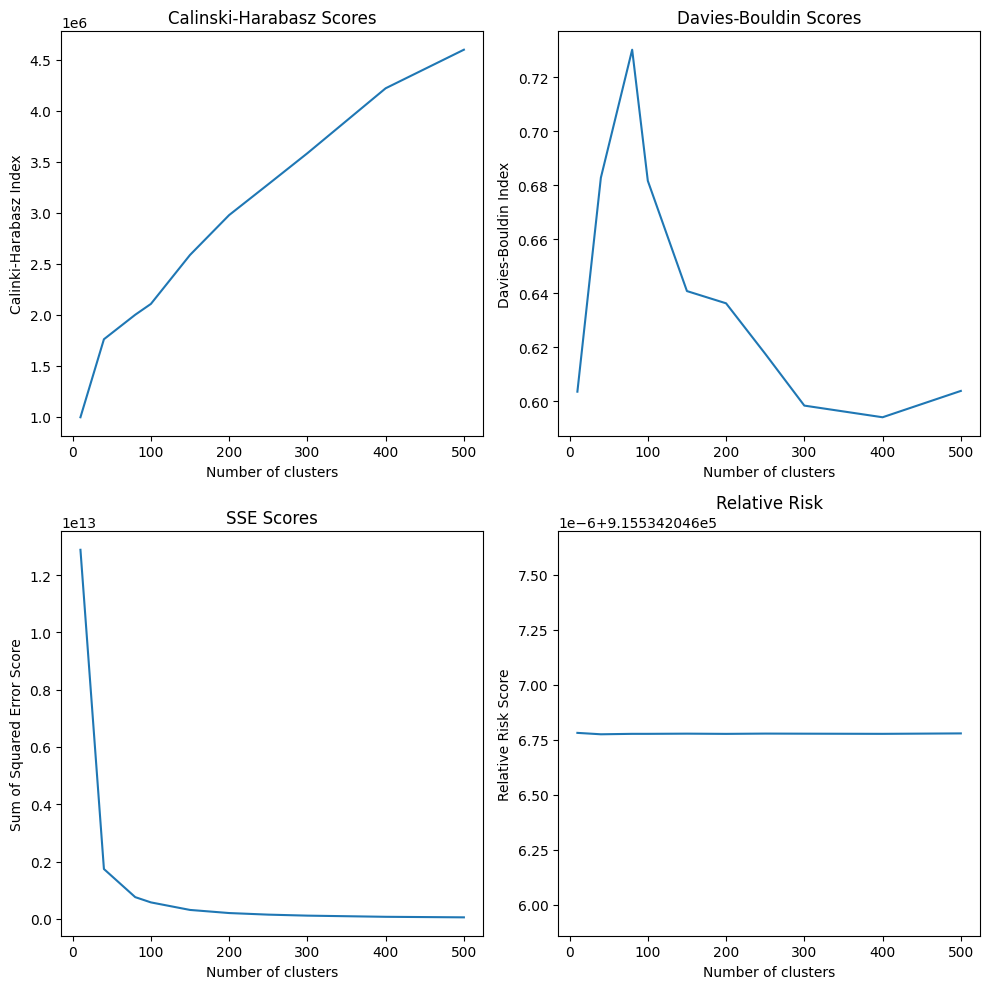 Calinski-Harabasz Scores
1e6
Calinki-Harabasz Index
4.5
4.0
3.5
3.0
2.5
2.0
1.5
1.0
0 100 200 300 400 500
Number of clusters
Davies-Bouldin Scores
Davies-Bouldin Index
0.72
0.70
0.68
0.66
0.64
0.62
0.60
0 100 200 300 400 500
Number of clusters
SSE Scores
1e13
Sum of Squared Error Score
1.2
1.0
0.8
0.6
0.4
0.2
0.0
0 100 200 300 400 500
Number of clusters
Relative Risk
1e−6+9.155342046e5
Relative Risk Score
7.50
7.25
7.00
6.75
6.50
6.25
6.00
0 100 200 300 400 500
Number of clusters